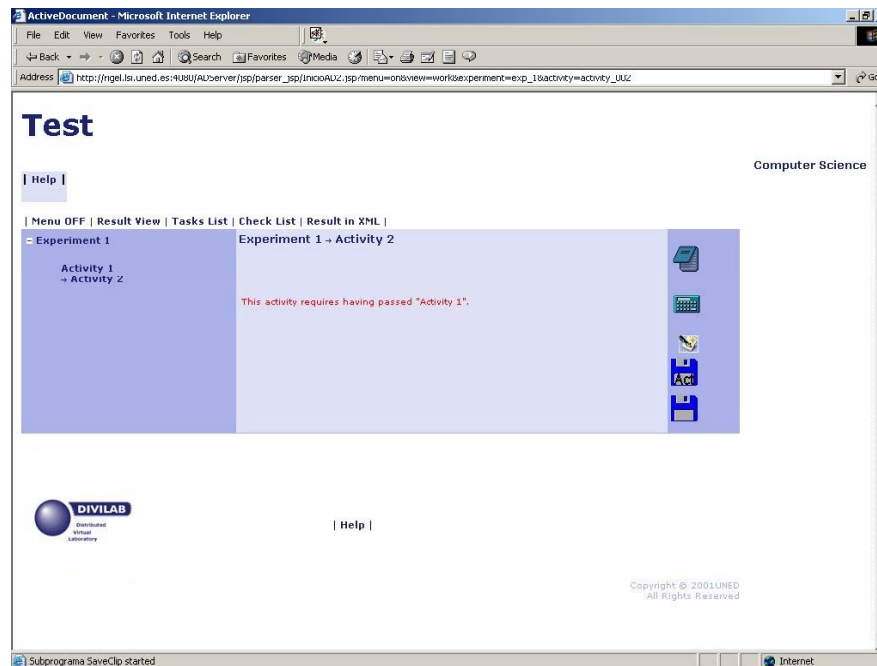 ActiveDocument - Microsoft Internet Explorer
File Edit View Favorites Tools Help
Back Search Favorites Media
Address http://rigel.lsi.uned.es:4080/ADServer/jsp/parser_jsp/InicioAD2.jsp?menu=on&view=work&experiment=exp_1&activity=activity_002 Go
Test
Computer Science
| Help |
| Menu OFF | Result View | Tasks List | Check List | Result in XML |
Experiment 1
Experiment 1 → Activity 2
Activity 1
→ Activity 2
This activity requires having passed "Activity 1".
Act
DIVILAB
Distributed
Virtual
Laboratory
| Help |
Copyright © 2001UNED
All Rights Reserved
Subprograma SaveClip started
Internet